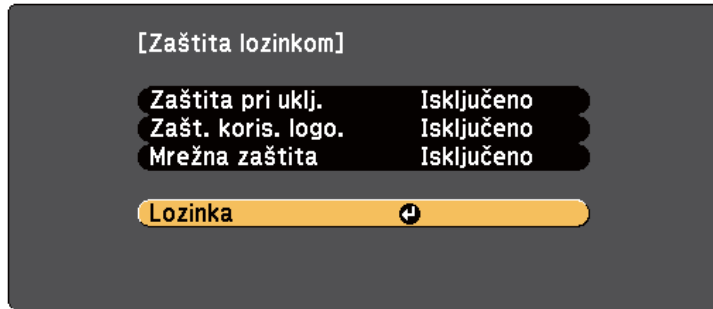 [Zaštita lozinkom]
Zaštita pri uklj. Isključeno
Zašt. koris. logo. Isključeno
Mrežna zaštita Isključeno
Lozinka